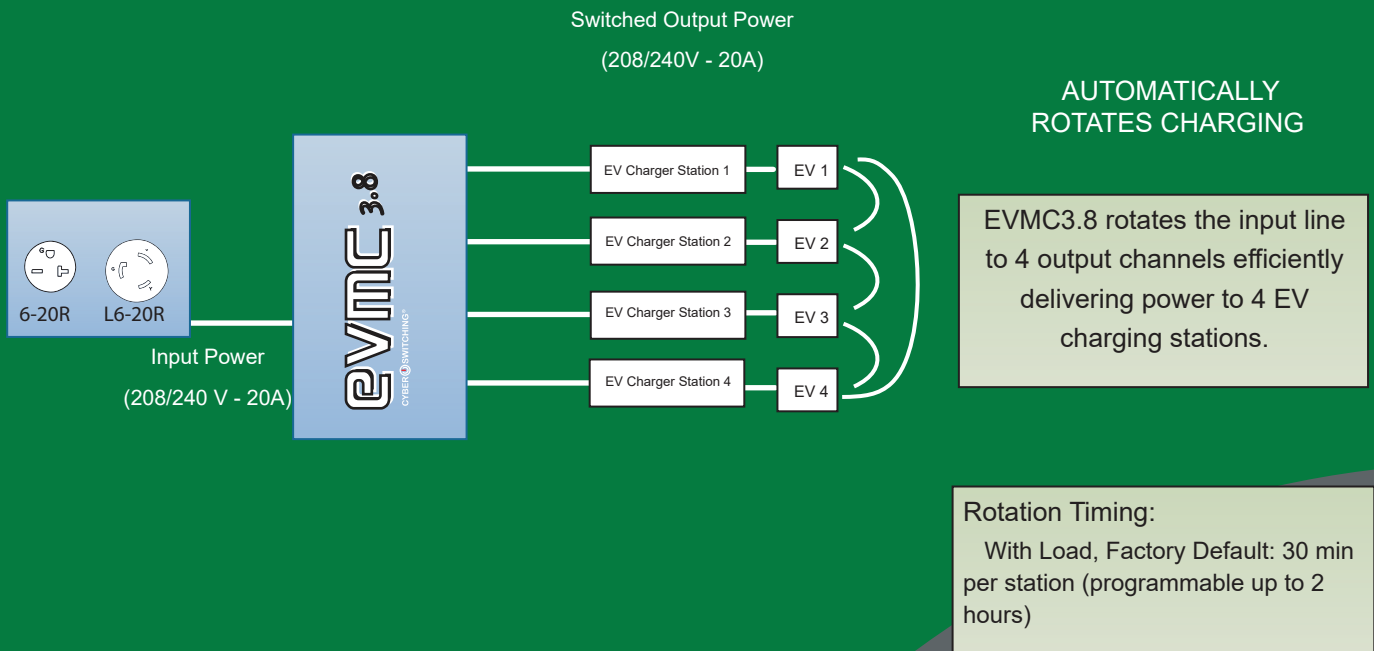 Switched Output Power
(208/240V - 20A)
AUTOMATICALLY
ROTATES CHARGING
6-20R
L6-20R
G
G
Input Power
(208/240 V - 20A)
evmc 3.8
CYBER SWITCHING®
EV Charger Station 1
EV 1
EV Charger Station 2
EV 2
EV Charger Station 3
EV 3
EV Charger Station 4
EV 4
EVMC3.8 rotates the input line
to 4 output channels efficiently
delivering power to 4 EV
charging stations.
Rotation Timing:
With Load, Factory Default: 30 min
per station (programmable up to 2
hours)